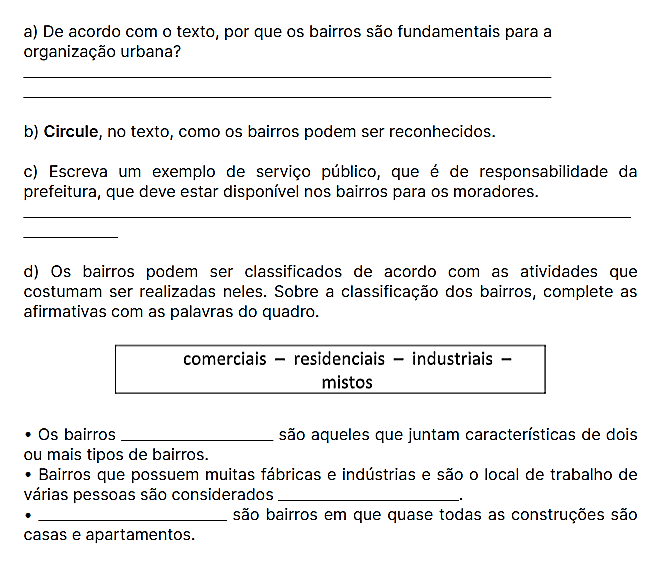 a) De acordo com o texto, por que os bairros são fundamentais para a
organização urbana?
b) Circule, no texto, como os bairros podem ser reconhecidos.
c) Escreva um exemplo de serviço público, que é de responsabilidade da
prefeitura, que deve estar disponível nos bairros para os moradores.
d) Os bairros podem ser classificados de acordo com as atividades que
costumam ser realizadas neles. Sobre a classificação dos bairros, complete as
afirmativas com as palavras do quadro.
comerciais – residenciais – industriais –
mistos
• Os bairros ____________________ são aqueles que juntam características de dois
ou mais tipos de bairros.
• Bairros que possuem muitas fábricas e indústrias e são o local de trabalho de
várias pessoas são considerados ________________________.
• _________________________ são bairros em que quase todas as construções são
casas e apartamentos.